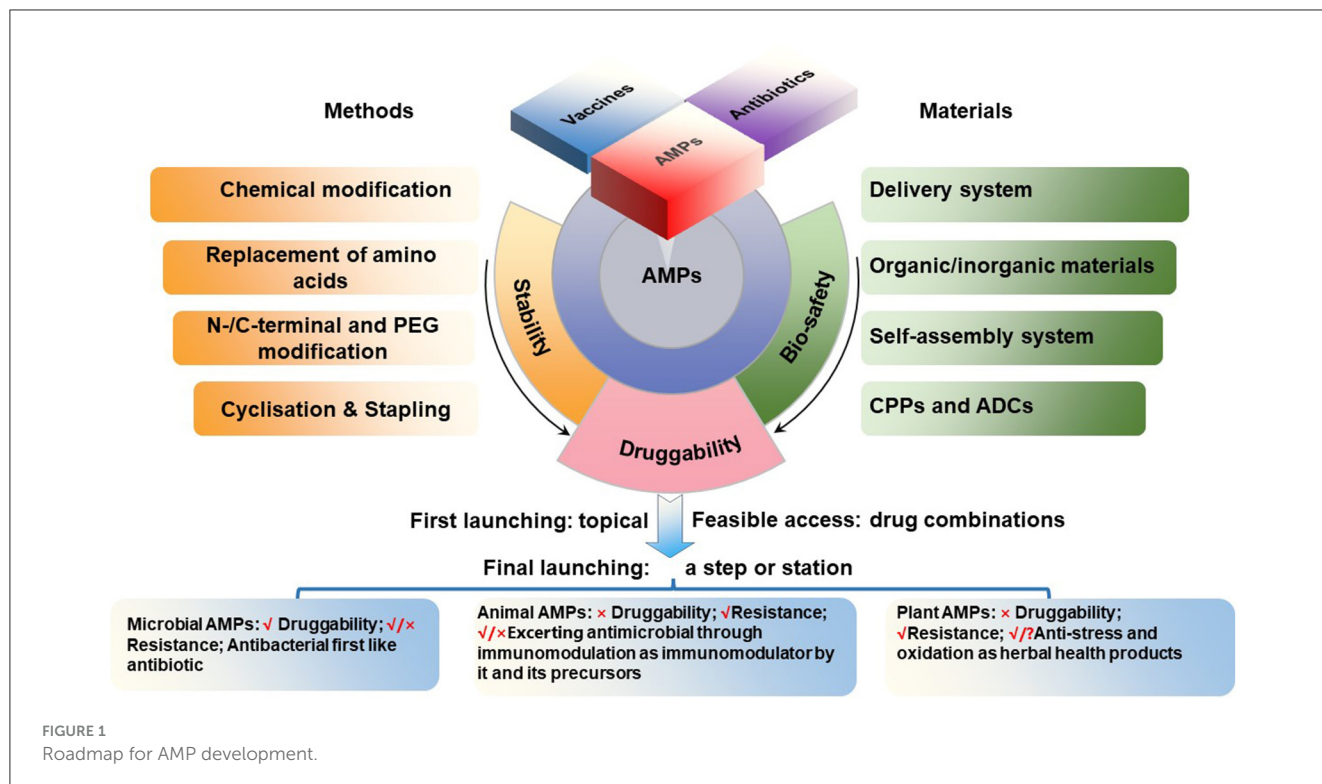 Vaccines
Antibiotics
AMPs
Methods
Materials
Chemical modification
Replacement of amino
acids
N-/C-terminal and PEG
modification
Cyclisation & Stapling
AMPs
Stability
Bio-safety
Druggability
Delivery system
Organic/inorganic materials
Self-assembly system
CPPs and ADCs
First launching: topical
Feasible access: drug combinations
Final launching: a step or station
Microbial AMPs: √ Druggability; √/×
Resistance; Antibacterial first like
antibiotic
Animal AMPs: × Druggability; √Resistance;
√/×Excerting antimicrobial through
immunomodulation as immunomodulator by
it and its precursors
Plant AMPs: × Druggability;
√Resistance; √/?Anti-stress and
oxidation as herbal health products
FIGURE 1
Roadmap for AMP development.